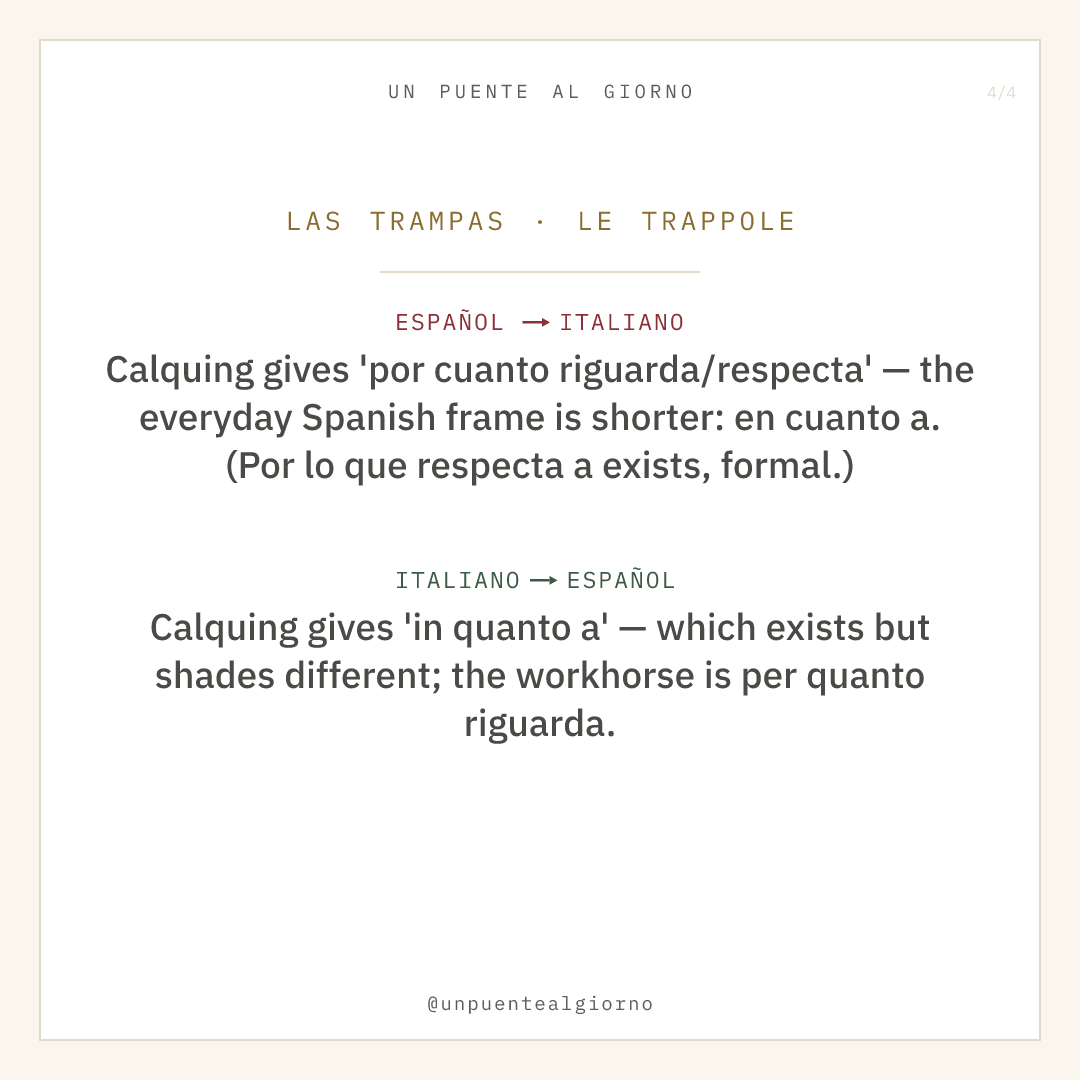 UN PUENTE AL GIORNO
4/4
LAS TRAMPAS · LE TRAPPOLE
ESPAÑOL → ITALIANO
Calquing gives 'por cuanto riguarda/respecta' — the
everyday Spanish frame is shorter: en cuanto a.
(Por lo que respecta a exists, formal.)
ITALIANO → ESPAÑOL
Calquing gives 'in quanto a' — which exists but
shades different; the workhorse is per quanto
riguarda.
@unpuentealgiorno